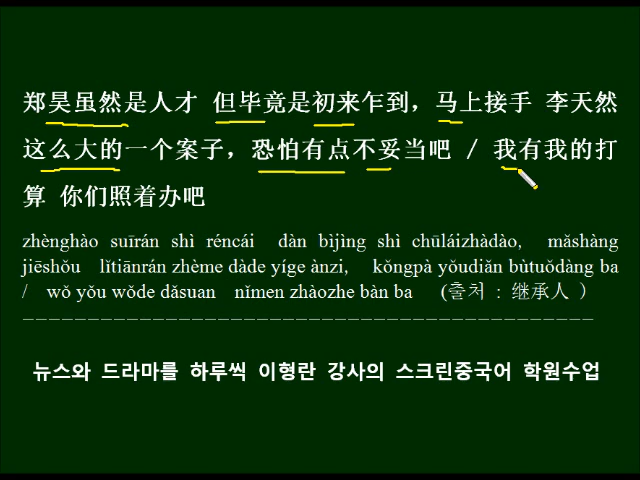 郑昊虽然是人才 但毕竟是初来乍到，马上接手 李天然
这么大的一个案子，恐怕有点不妥当吧 / 我有我的打
算 你们照着办吧
zhènghào suīrán shì réncái dàn bìjìng shì chūláizhàdào, mǎshàng
jiēshǒu lǐtiānrán zhème dàde yíge ànzi, kǒngpà yǒudiǎn bùtuǒdàng ba
/ wǒ yǒu wǒde dǎsuan nǐmen zhàozhe bàn ba (출처 : 继承人 )
뉴스와 드라마를 하루씩 이형란 강사의 스크린중국어 학원수업